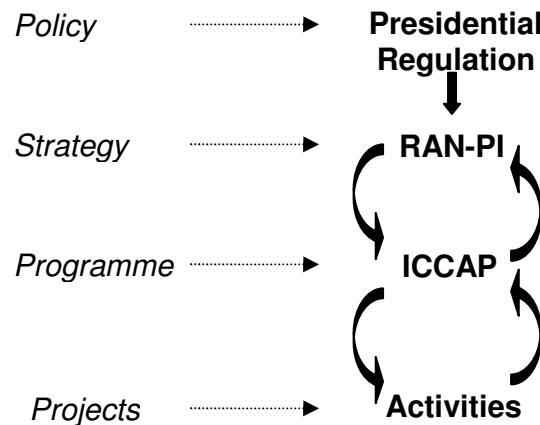 Policy
Presidential
Regulation
Strategy
RAN-PI
Programme
ICCAP
Projects
Activities